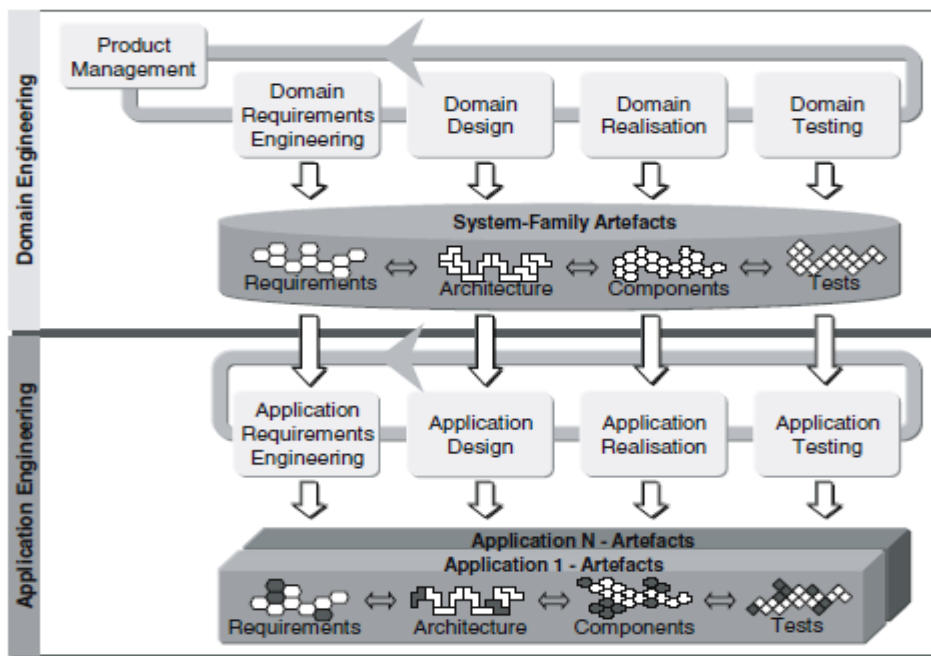 Domain Engineering
Product
Management
Domain
Requirements
Engineering
Domain
Design
Domain
Realisation
Domain
Testing
System-Family Artefacts
Requirements
Architecture
Components
Tests
Application Engineering
Application
Requirements
Engineering
Application
Design
Application
Realisation
Application
Testing
Application N - Artefacts
Application 1 - Artefacts
Requirements
Architecture
Components
Tests